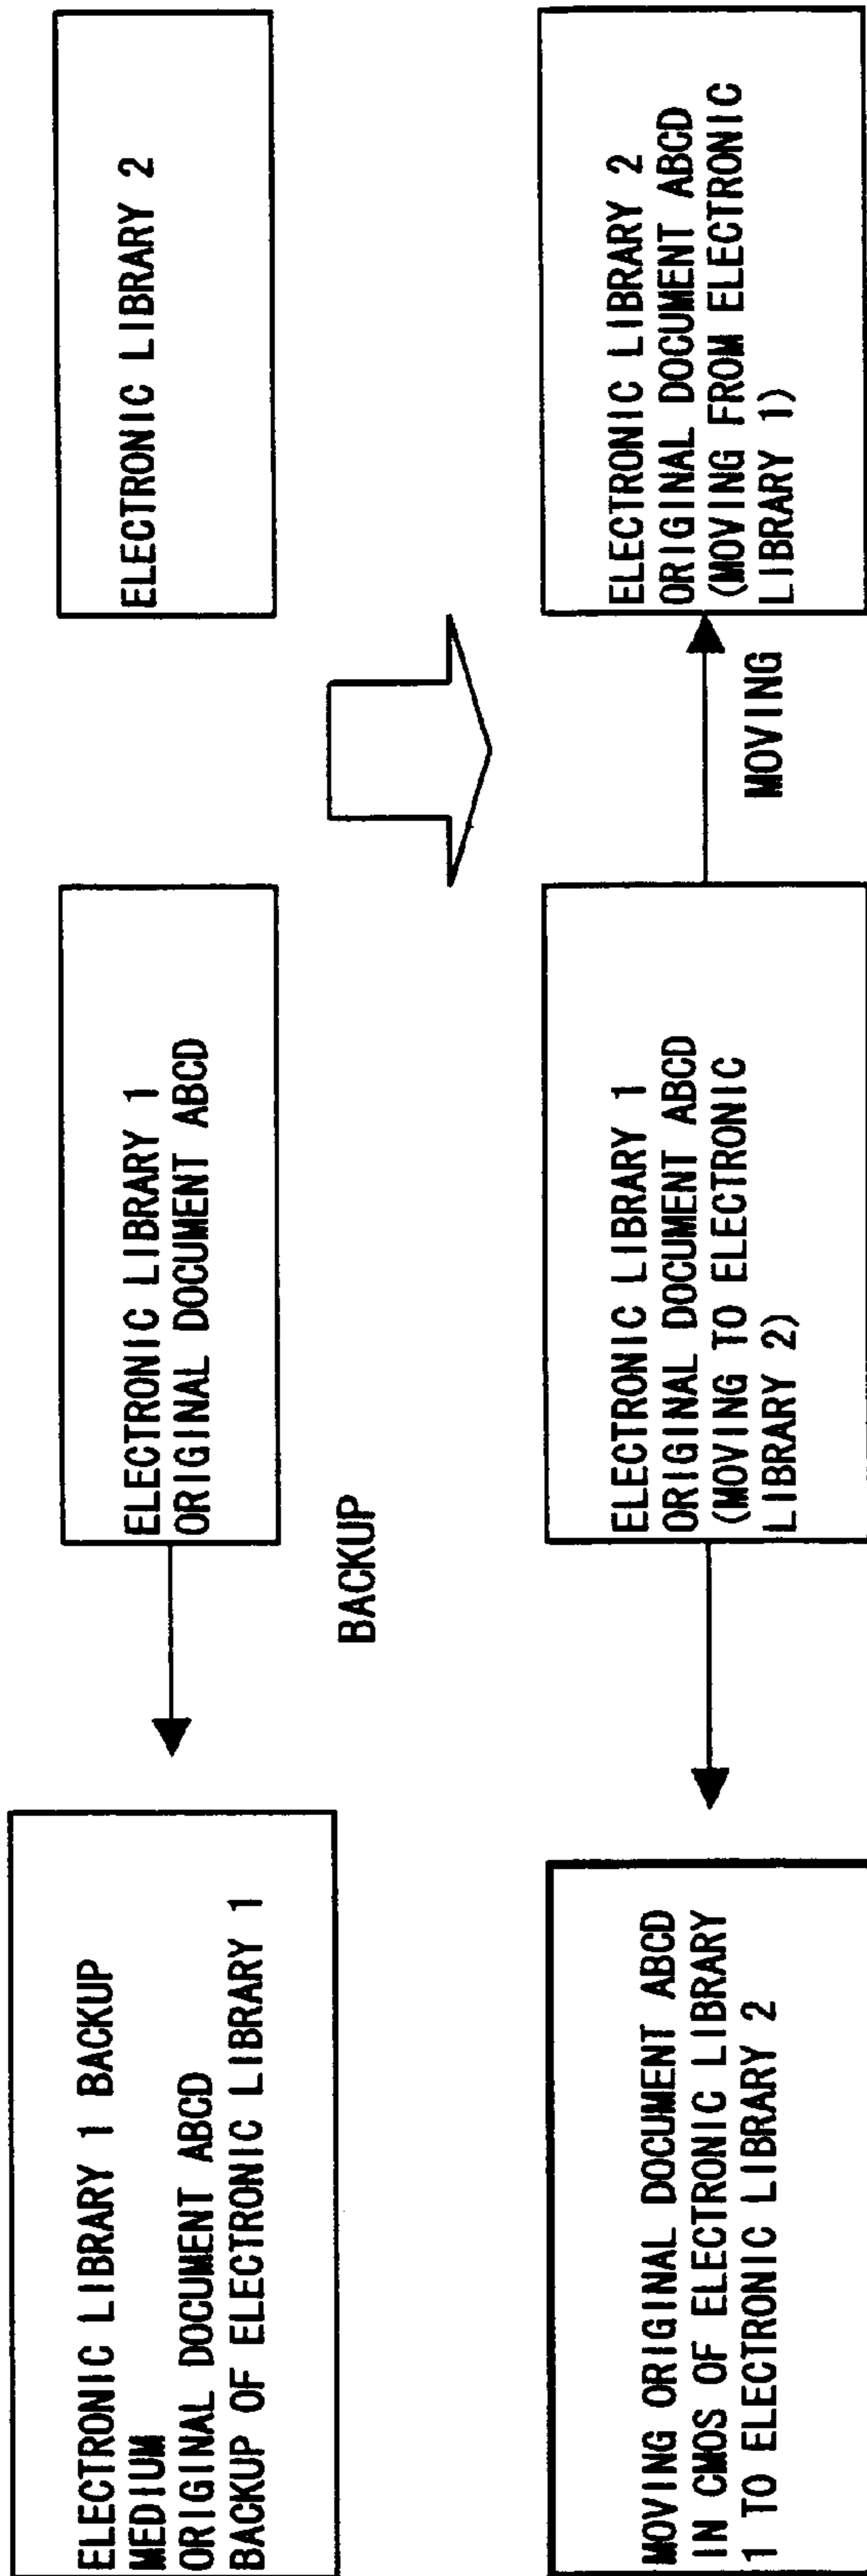 ELECTRONIC LIBRARY 1 BACKUP
MEDIUM
ORIGINAL DOCUMENT ABCD
BACKUP OF ELECTRONIC LIBRARY 1
BACKUP
ELECTRONIC LIBRARY 1
ORIGINAL DOCUMENT ABCD
ELECTRONIC LIBRARY 2
MOVING ORIGINAL DOCUMENT ABCD
IN CMOS OF ELECTRONIC LIBRARY
1 TO ELECTRONIC LIBRARY 2
ELECTRONIC LIBRARY 1
ORIGINAL DOCUMENT ABCD
(MOVING TO ELECTRONIC
LIBRARY 2)
MOVING
ELECTRONIC LIBRARY 2
ORIGINAL DOCUMENT ABCD
(MOVING FROM ELECTRONIC
LIBRARY 1)